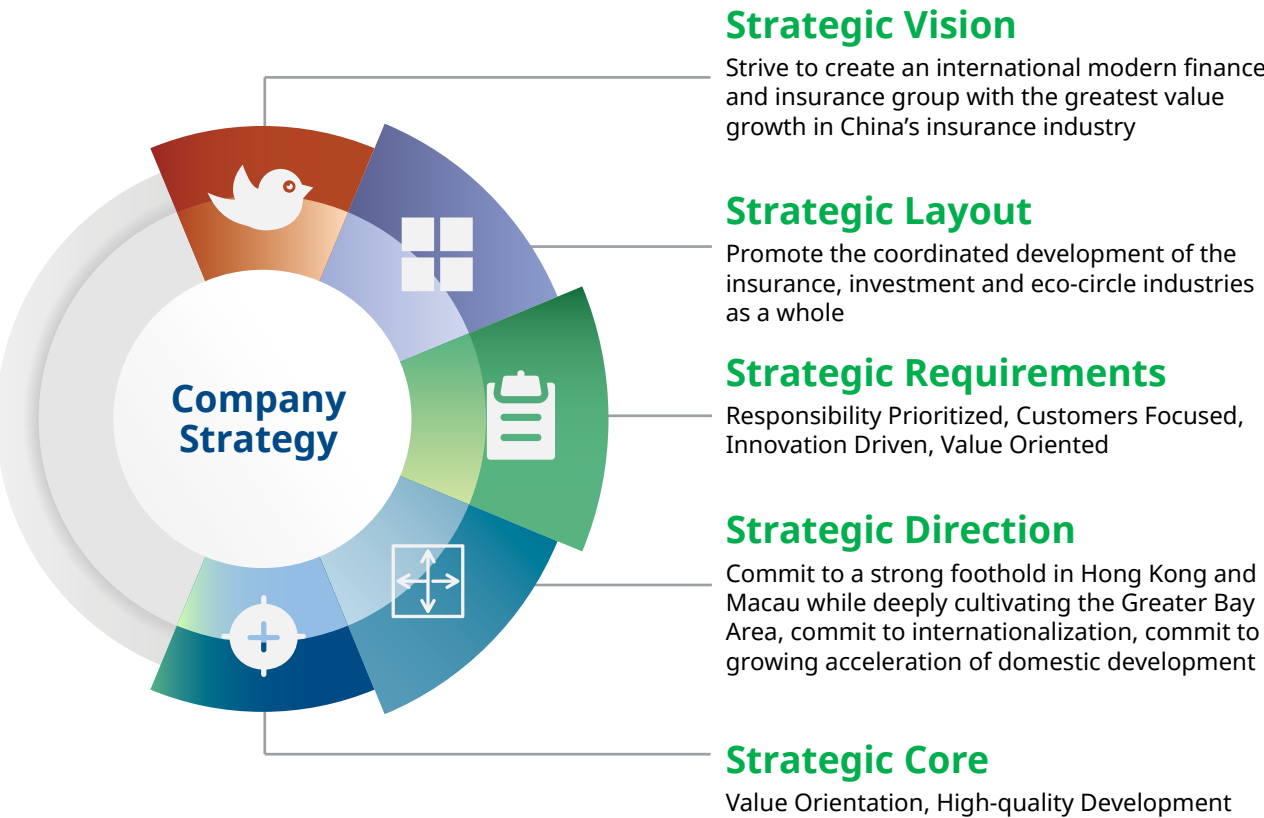 Strategic Vision
Strive to create an international modern finance
and insurance group with the greatest value
growth in China's insurance industry
Strategic Layout
Promote the coordinated development of the
insurance, investment and eco-circle industries
as a whole
Company
Strategy
Strategic Requirements
Responsibility Prioritized, Customers Focused,
Innovation Driven, Value Oriented
Strategic Direction
Commit to a strong foothold in Hong Kong and
Macau while deeply cultivating the Greater Bay
Area, commit to internationalization, commit to
growing acceleration of domestic development
Strategic Core
Value Orientation, High-quality Development